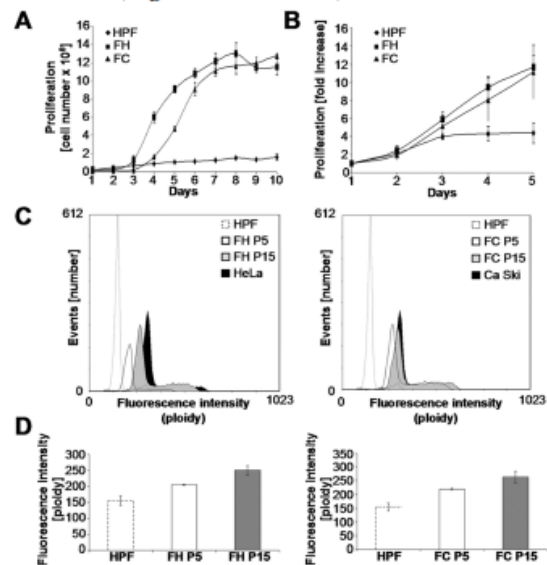 A
HPF
FH
FC
Proliferation
[cell number x 10⁶]
16
14
12
10
8
6
4
2
0
1 2 3 4 5 6 7 8 9 10
Days
B
HPF
FH
FC
Proliferation [fold increase]
16
14
12
10
8
6
4
2
0
1 2 3 4 5
Days
C
612
Events [number]
0
HPF
FH P5
FH P15
HeLa
0 Fluorescence intensity 1023
(ploidy)
612
Events [number]
0
HPF
FC P5
FC P15
Ca Ski
0 Fluorescence intensity 1023
(ploidy)
D
Fluorescence intensity
[ploidy]
300
250
200
150
100
50
0
HPF FH P5 FH P15
Fluorescence intensity
[ploidy]
350
300
250
200
150
100
50
0
HPF FC P5 FC P15